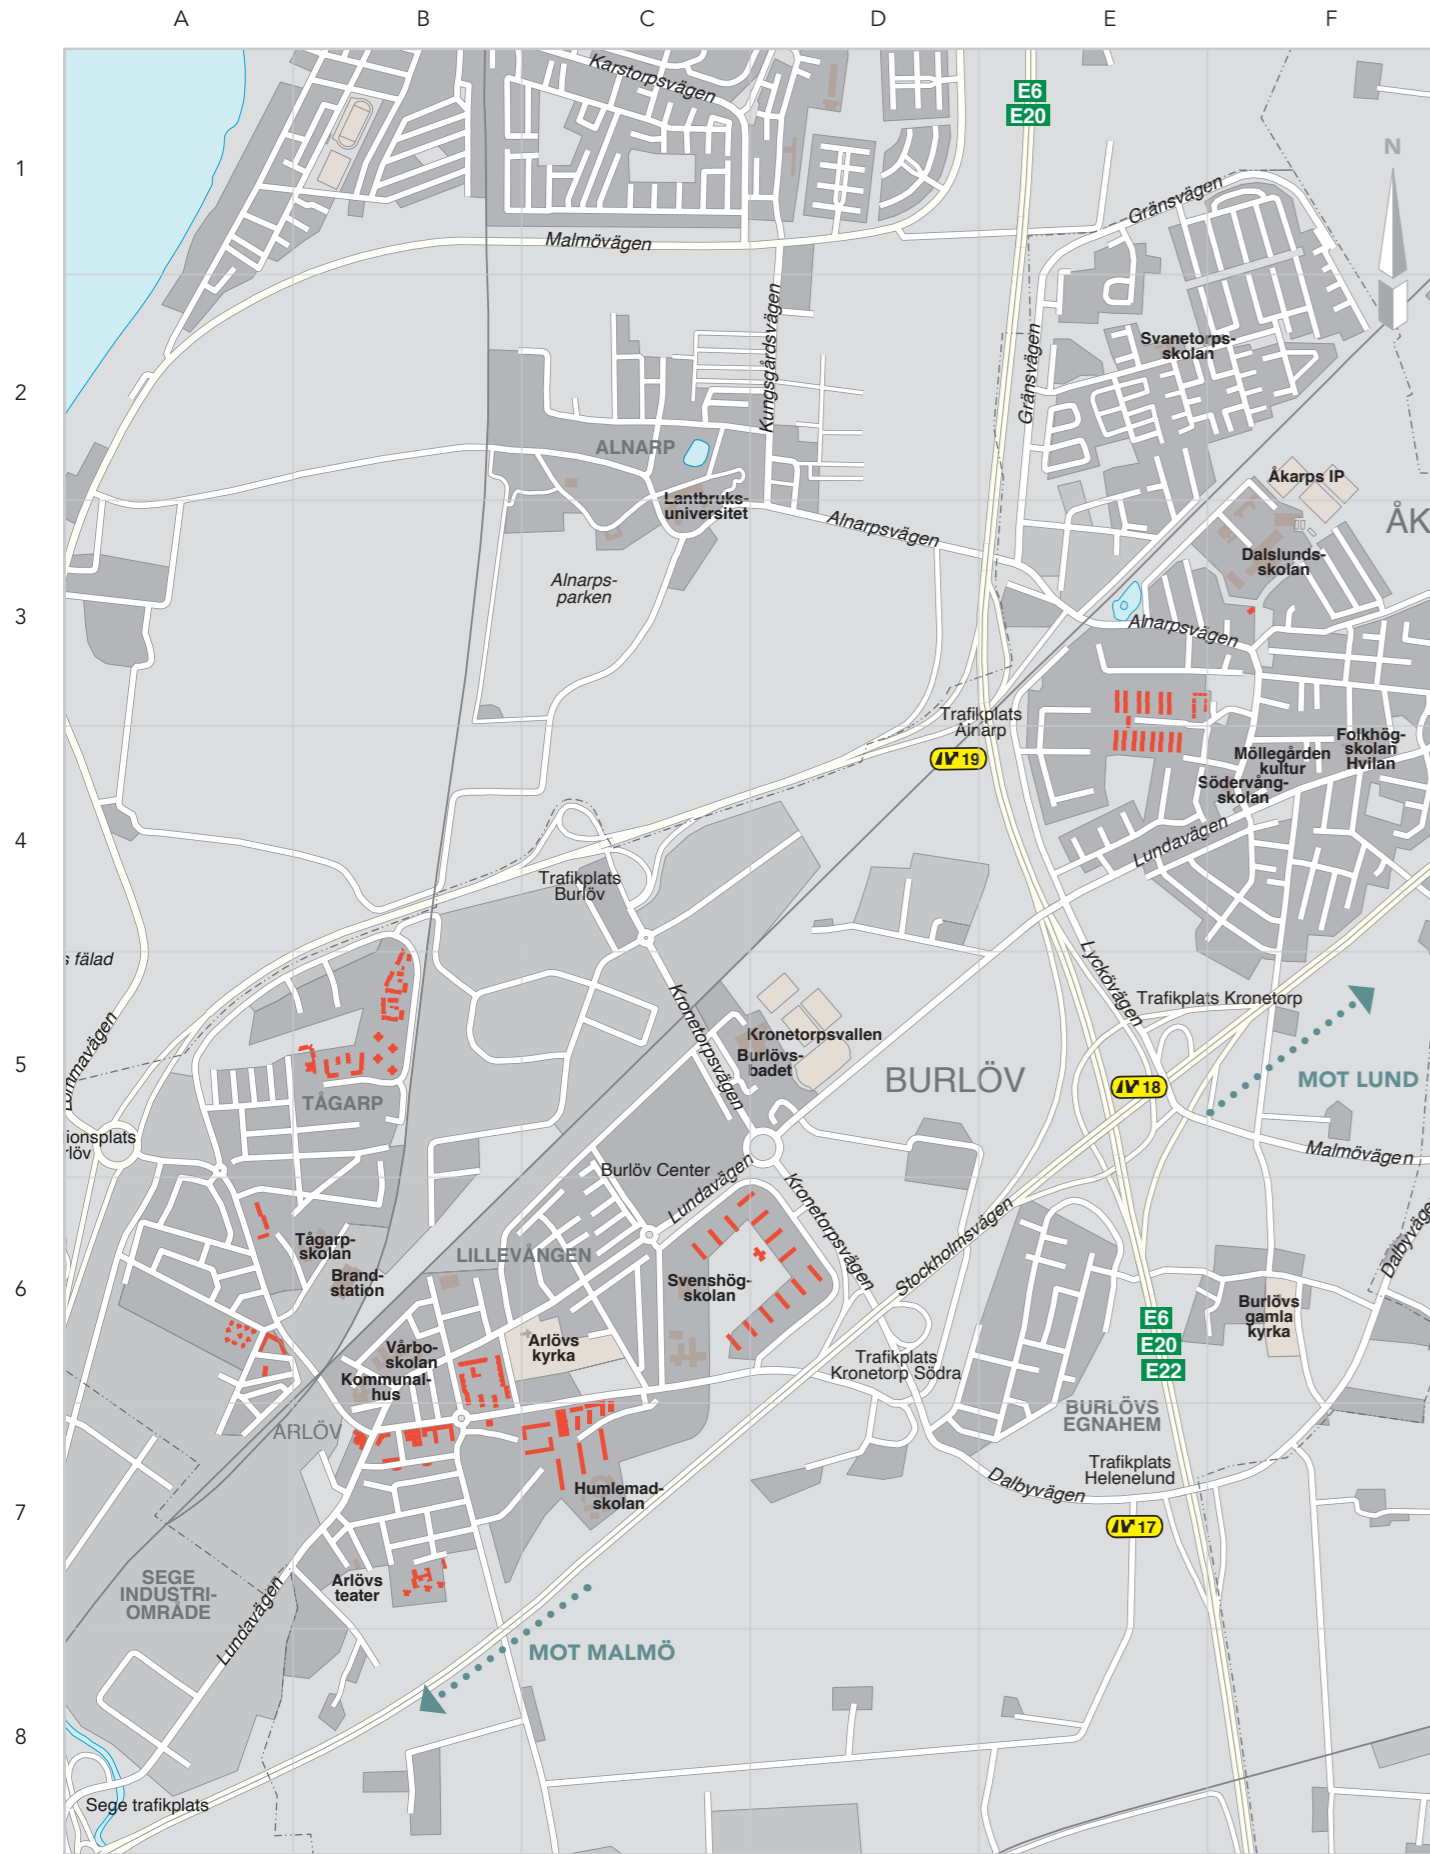 A B C D E F
Karstorpsvägen
E6
E20
N
1
Gränsvägen
Malmövägen
Kungsgårdsvägen
Gränsvägen
Svanetorps-
skolan
2
ALNARP
Åkarps IP
Lantbruks-
universitet
Alnarpsvägen
ÅK
Dalslunds-
skolan
Alnarps-
parken
3
Alnarpsvägen
Trafikplats
Alnarp
19
Folkhög-
skolan
Hvilan
Möllegården
kultur
Södervång-
skolan
4
Lundavägen
Trafikplats
Burlöv
s fälad
Lyckövägen
Kronetorpsvägen
Trafikplats Kronetorp
Lommavägen
Kronetorpsvallen
Burlövs-
badet
5
BURLÖV
18
MOT LUND
TÅGARP
ionsplats
rlöv
Malmövägen
Burlöv Center
Lundavägen
Kronetorpsvägen
Stockholmsvägen
Dalbyväge
Tågarp-
skolan
LILLEVÅNGEN
Brand-
station
6
Svenshög-
skolan
Burlövs
gamla
kyrka
E6
E20
E22
Vårbo-
skolan
Arlövs
kyrka
Kommunal-
hus
Trafikplats
Kronetorp Södra
BURLÖVS
EGNAHEM
ARLÖV
Trafikplats
Helenelund
Dalbyvägen
Humlemad-
skolan
7
17
SEGE
INDUSTRI-
OMRÅDE
Arlövs
teater
Lundavägen
MOT MALMÖ
8
Sege trafikplats